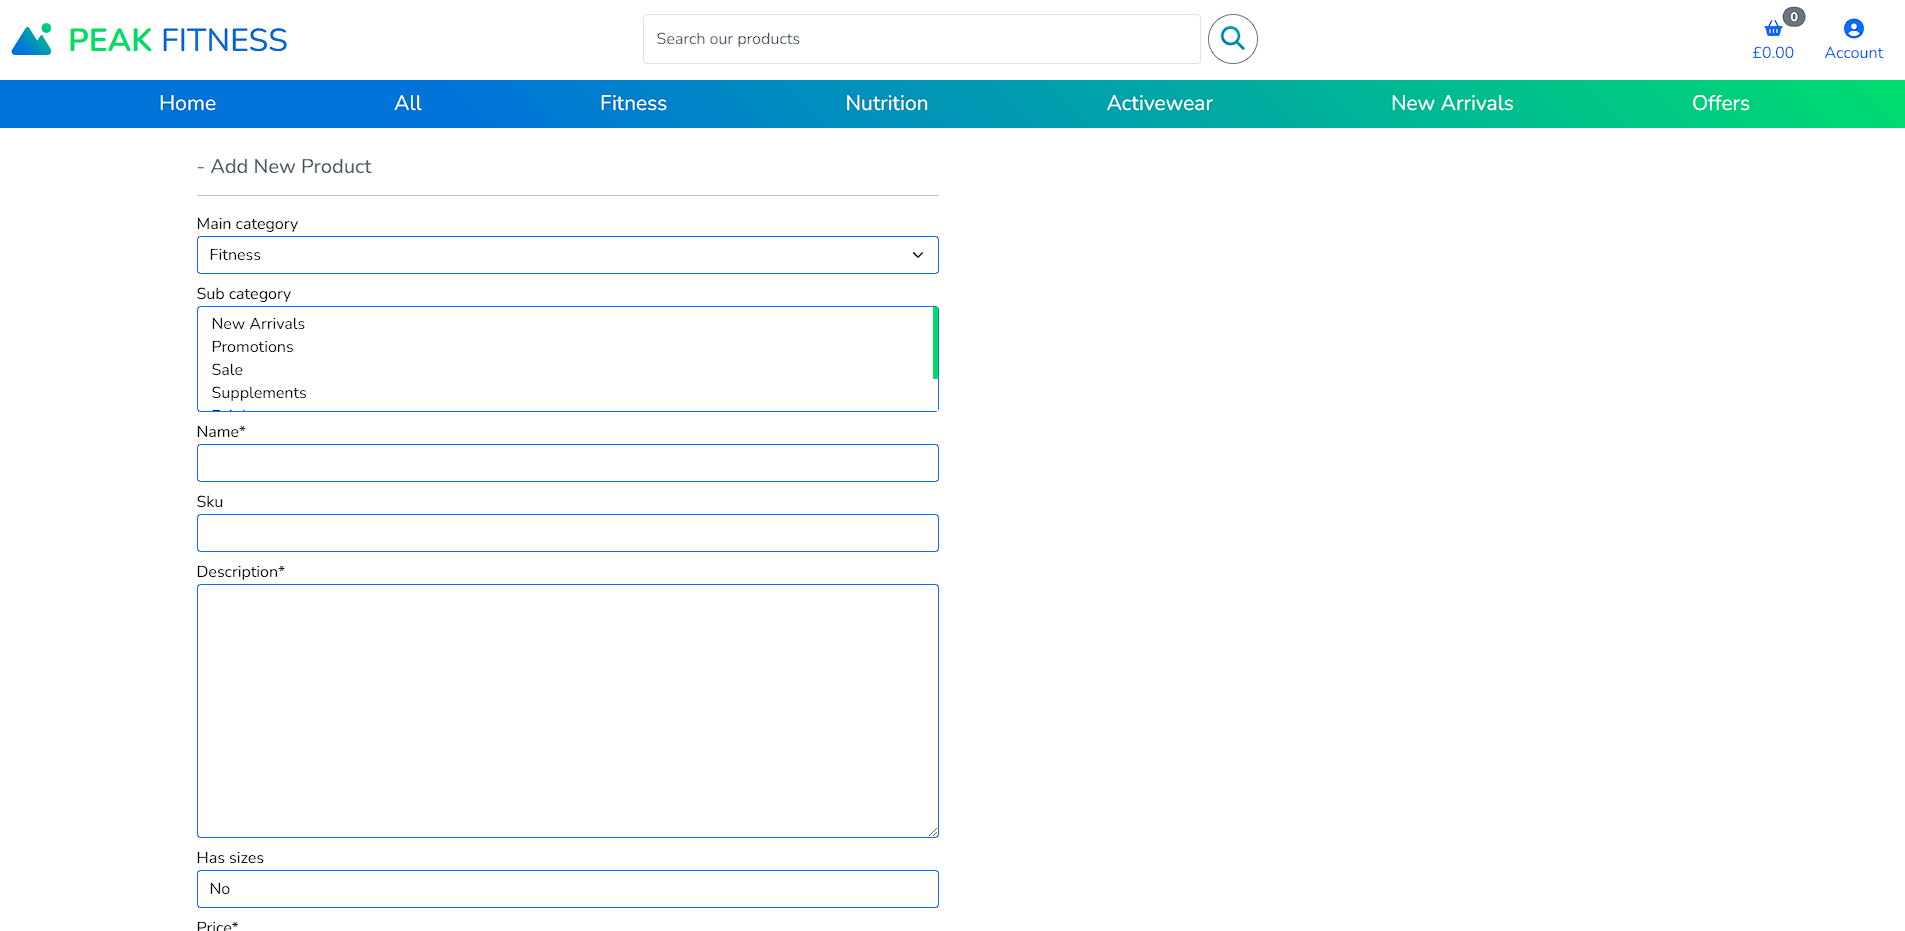 PEAK FITNESS
Search our products
0
£0.00
Account
Home
All
Fitness
Nutrition
Activewear
New Arrivals
Offers
- Add New Product
Main category
Fitness
Sub category
New Arrivals
Promotions
Sale
Supplements
Name*
Sku
Description*
Has sizes
No
Price*